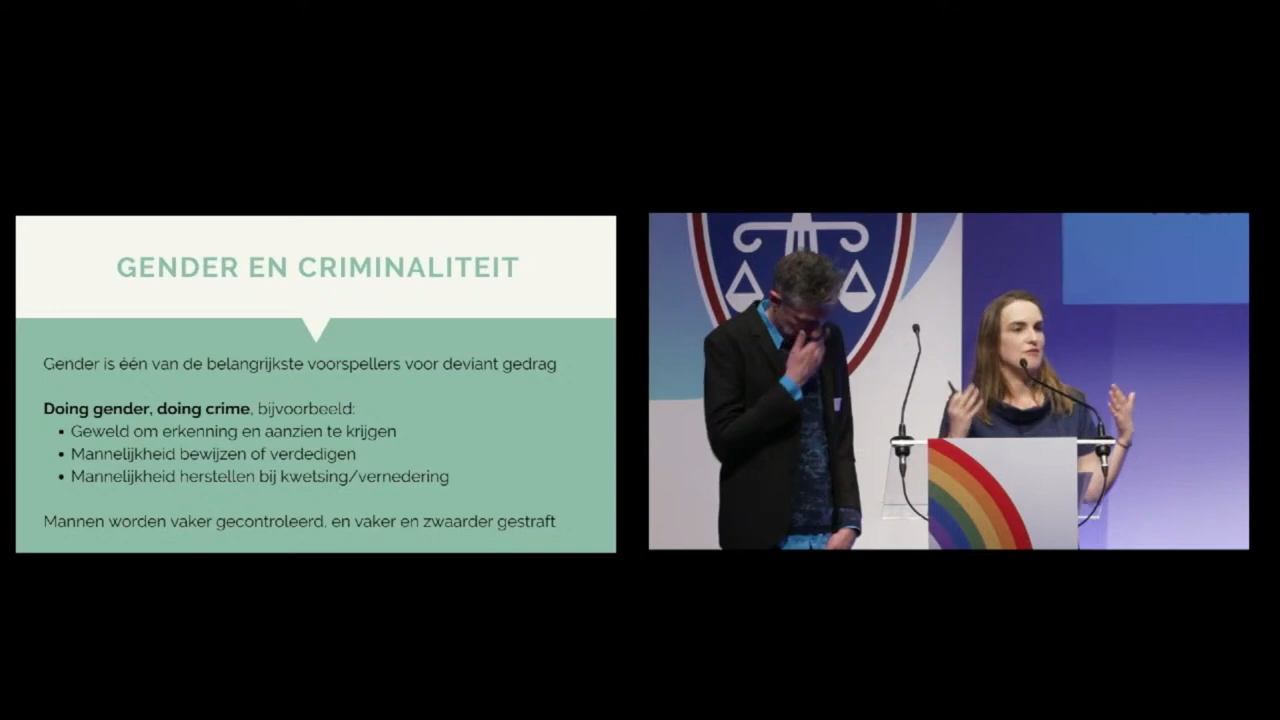 GENDER EN CRIMINALITEIT
Gender is één van de belangrijkste voorspellers voor deviant gedrag
Doing gender, doing crime, bijvoorbeeld:
• Geweld om erkenning en aanzien te krijgen
• Mannelijkheid bewijzen of verdedigen
• Mannelijkheid herstellen bij kwetsing/vernedering
Mannen worden vaker gecontroleerd, en vaker en zwaarder gestraft